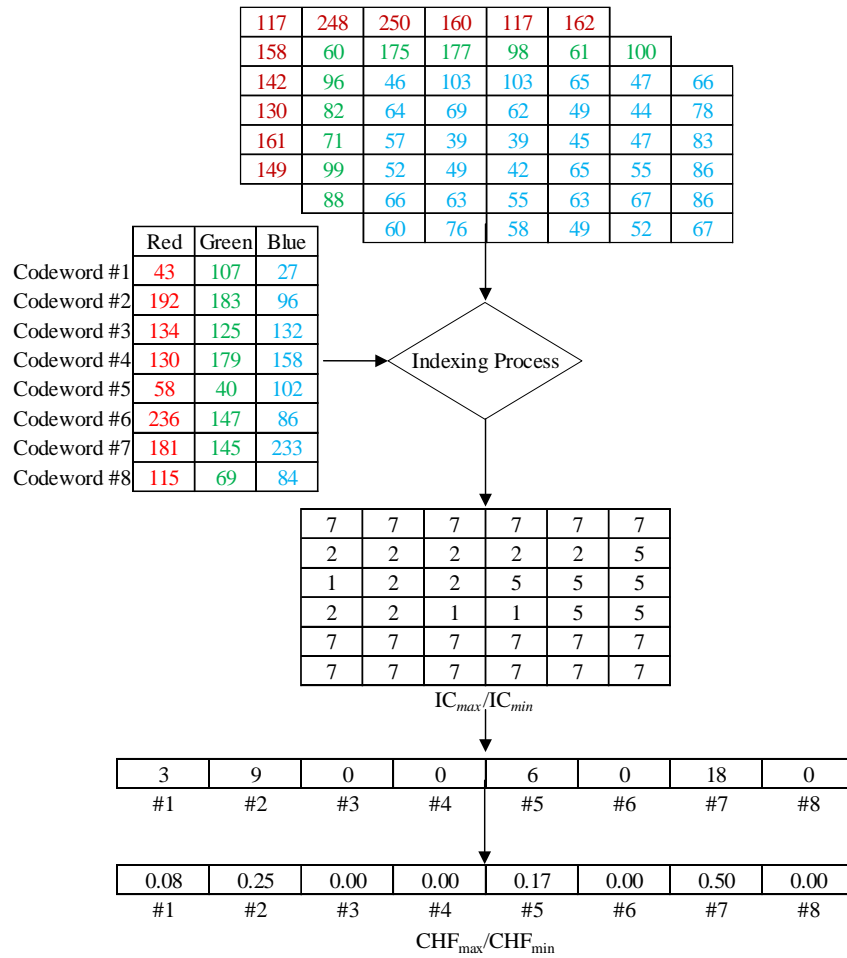 117 248 250 160 117 162
158 60 175 177 98 61 100
142 96 46 103 103 65 47 66
130 82 64 69 62 49 44 78
161 71 57 39 39 45 47 83
149 99 52 49 42 65 55 86
88 66 63 55 63 67 86
60 76 58 49 52 67
Red Green Blue
Codeword #1 43 107 27
Codeword #2 192 183 96
Codeword #3 134 125 132
Codeword #4 130 179 158
Codeword #5 58 40 102
Codeword #6 236 147 86
Codeword #7 181 145 233
Codeword #8 115 69 84
Indexing Process
7 7 7 7 7 7
2 2 2 2 2 5
1 2 2 5 5 5
2 2 1 1 5 5
7 7 7 7 7 7
7 7 7 7 7 7
ICmax/ICmin
3 9 0 0 6 0 18 0
#1 #2 #3 #4 #5 #6 #7 #8
0.08 0.25 0.00 0.00 0.17 0.00 0.50 0.00
#1 #2 #3 #4 #5 #6 #7 #8
CHFmax/CHFmin